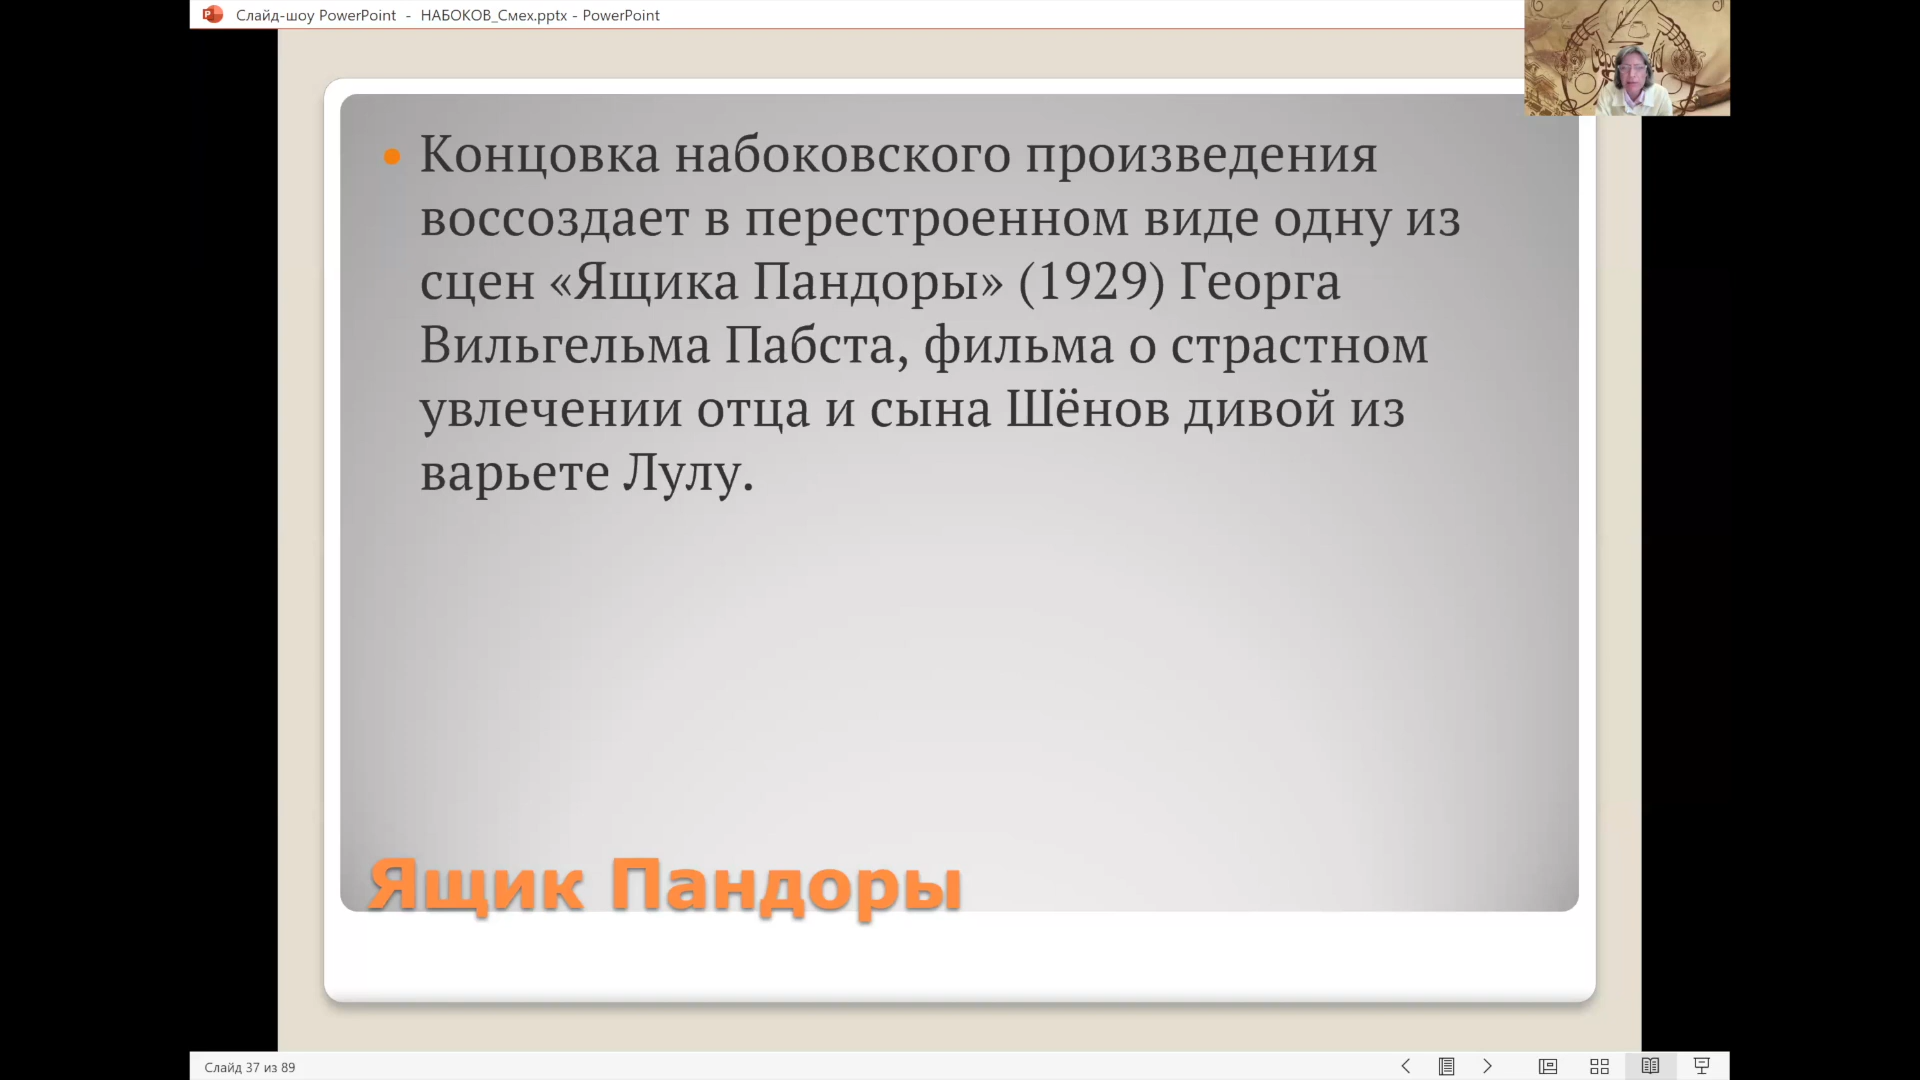 Слайд-шоу PowerPoint - НАБОКОВ_Смех.pptx - PowerPoint
Концовка набоковского произведения
воссоздает в перестроенном виде одну из
сцен «Ящика Пандоры» (1929) Георга
Вильгельма Пабста, фильма о страстном
увлечении отца и сына Шёнов дивой из
варьете Лулу.
Ящик Пандоры
Слайд 37 из 89